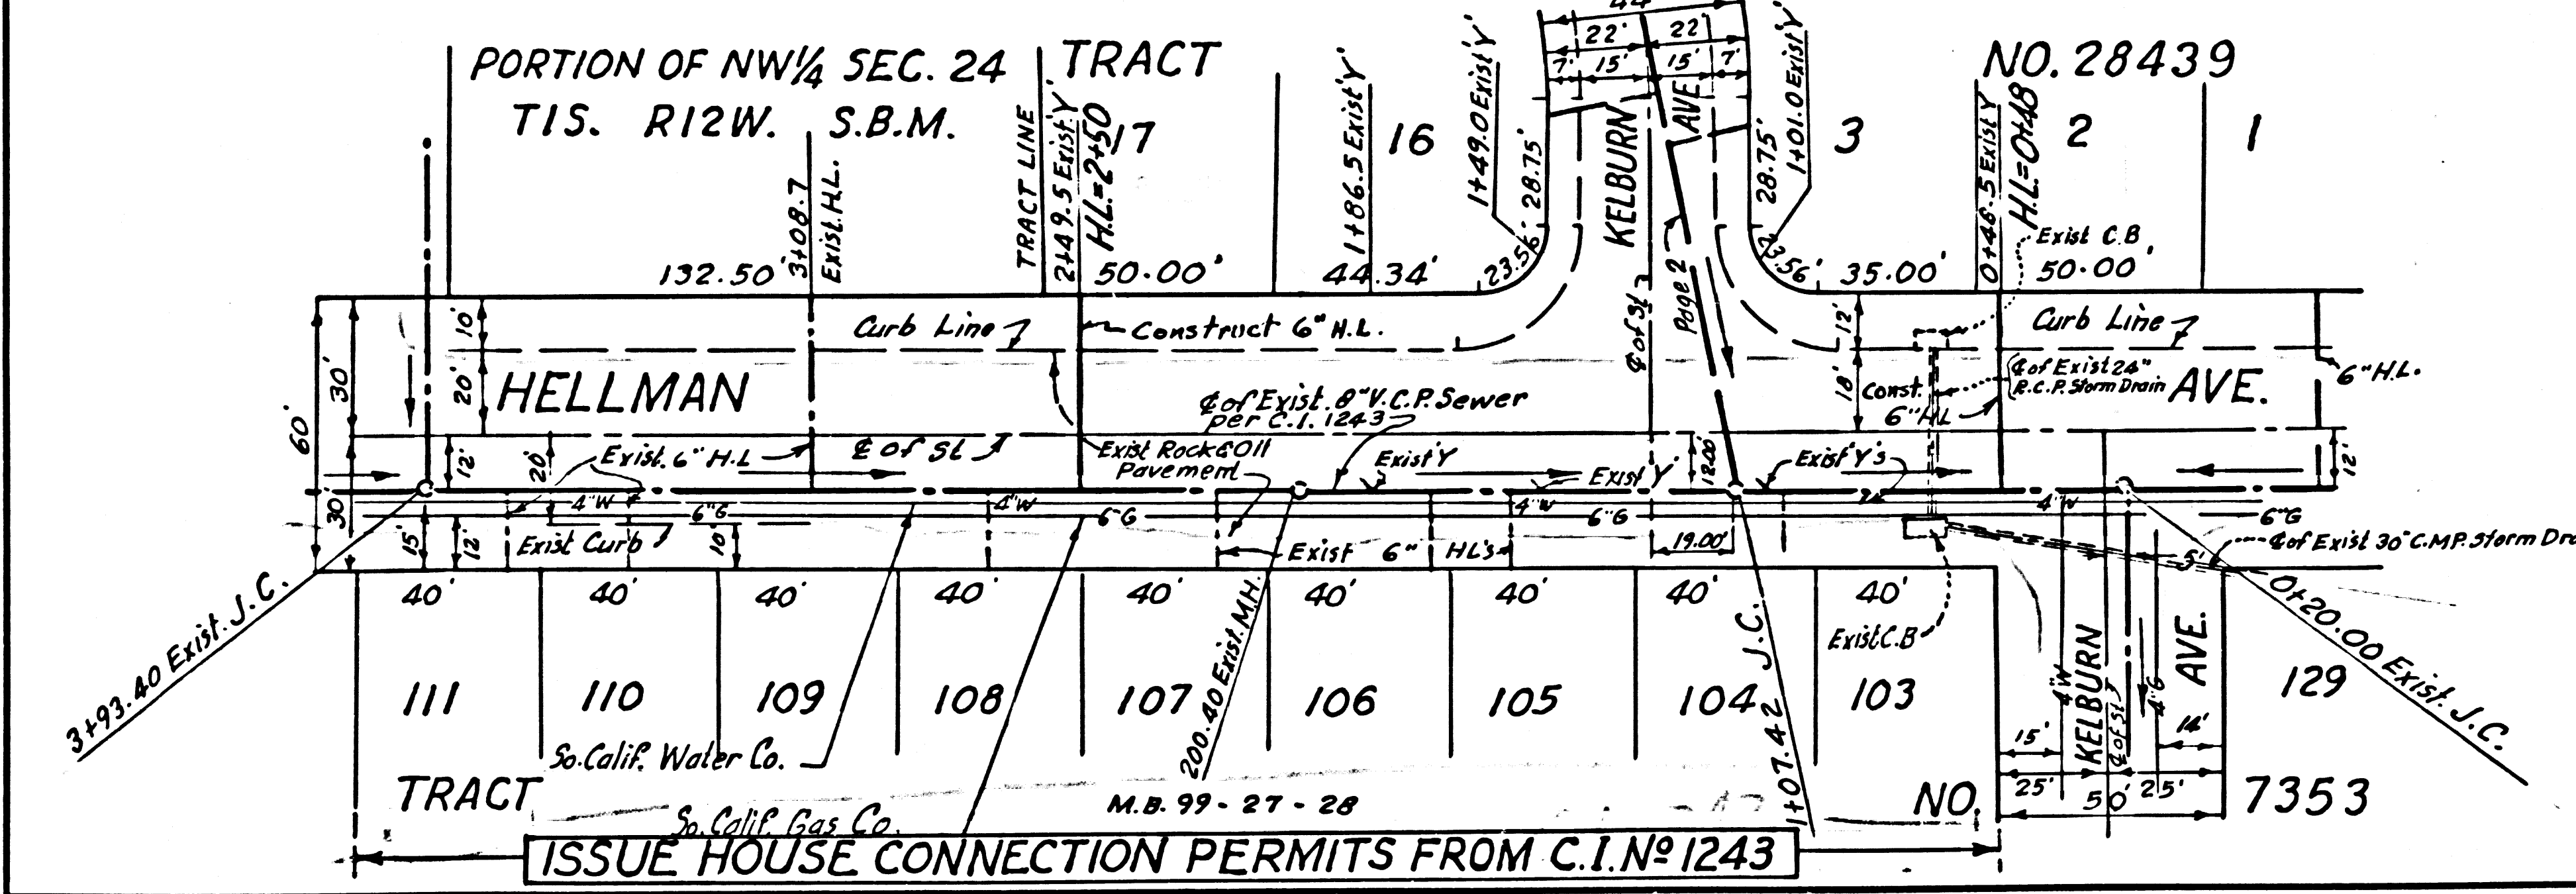 PORTION OF NW¼ SEC. 24
T1S. R12W. S.B.M.
TRACT
NO. 28439
TRACT LINE
2+49.5 Exist 'Y'
H.L.=2+50
17
16
1+86.5 Exist 'Y'
1+49.0 Exist 'Y'
28.75'
23.56'
44'
22' 22'
7' 15' 15' 7'
KELBURN AVE
℄ of St
Page 2
28.75'
1+01.0 Exist 'Y'
23.56'
3
2
1
0+48.5 Exist Y
H.L.=0+48
Exist C.B.
3+08.7
Exist. H.L.
132.50'
50.00'
44.34'
35.00'
50.00'
Curb Line
Construct 6" H.L.
Curb Line
10'
20'
30'
60'
30'
12'
18'
HELLMAN
AVE.
℄ of Exist. 8" V.C.P. Sewer
per C.I. 1243
Const.
6" H.L
℄ of Exist 24"
R.C.P. Storm Drain
6" H.L.
12'
20'
Exist. 6" H.L
℄ of St
Exist Rock & Oil
Pavement
Exist Y
Exist Y
12.00'
Exist Y's
12'
4"W
6"G
4"W
6"G
4"W
6"G
4"W
6"G
15'
12'
Exist Curb
10'
Exist 6" HL's
19.00'
5'
℄ of Exist 30" C.M.P. Storm Dra
40' 40' 40' 40' 40' 40' 40' 40' 40'
Exist C.B
3+93.40 Exist. J.C.
200.40 Exist. M.H.
1+07.42 J.C.
0+20.00 Exist. J.C.
111 110 109 108 107 106 105 104 103
129
4"W
KELBURN AVE.
℄ of St
4"G
15'
14'
25' 25'
50'
So. Calif. Water Co.
So. Calif. Gas Co.
TRACT
M.B. 99 - 27 - 28
NO.
7353
ISSUE HOUSE CONNECTION PERMITS FROM C.I. Nº 1243